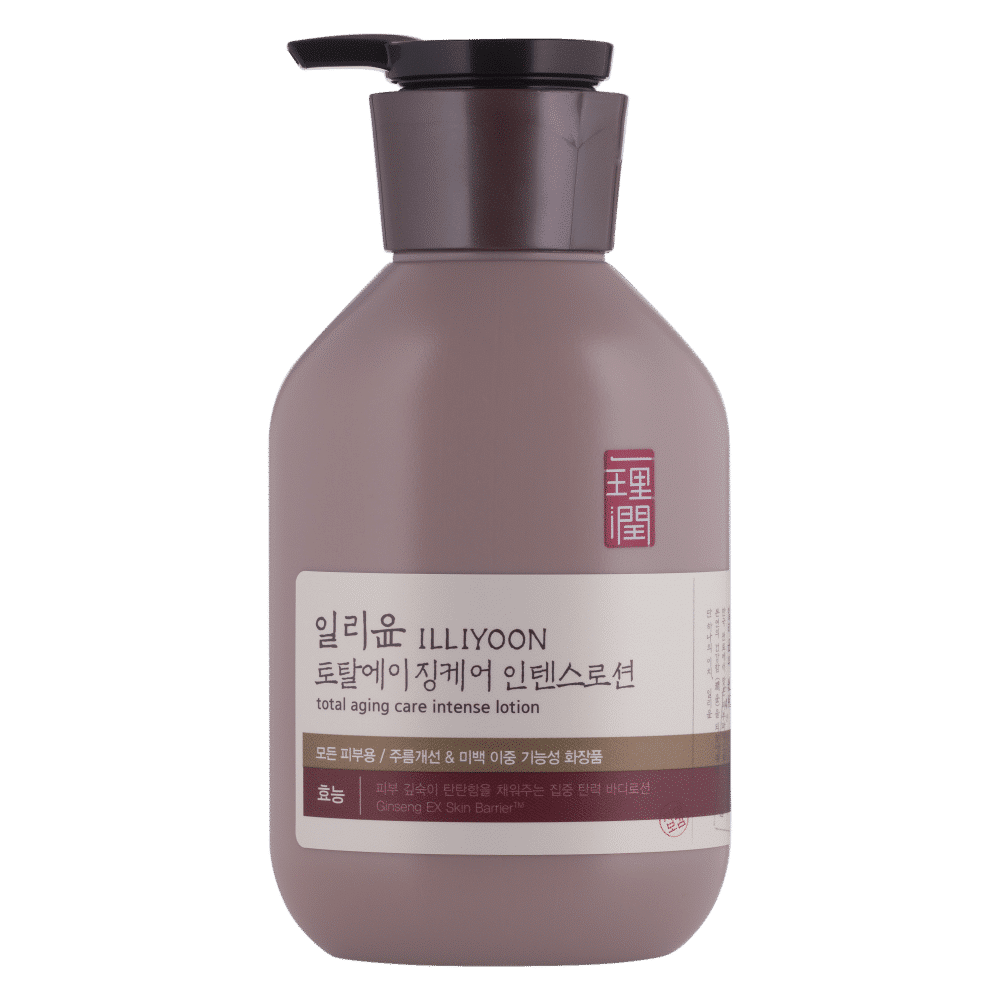 一理潤
일리윤 ILLIYOON
토탈에이징케어 인텐스로션
total aging care intense lotion
모든 피부용 / 주름개선 & 미백 이중 기능성 화장품
효능
피부 깊숙이 탄탄함을 채워주는 집중 탄력 바디로션
Ginseng EX Skin Barrier™